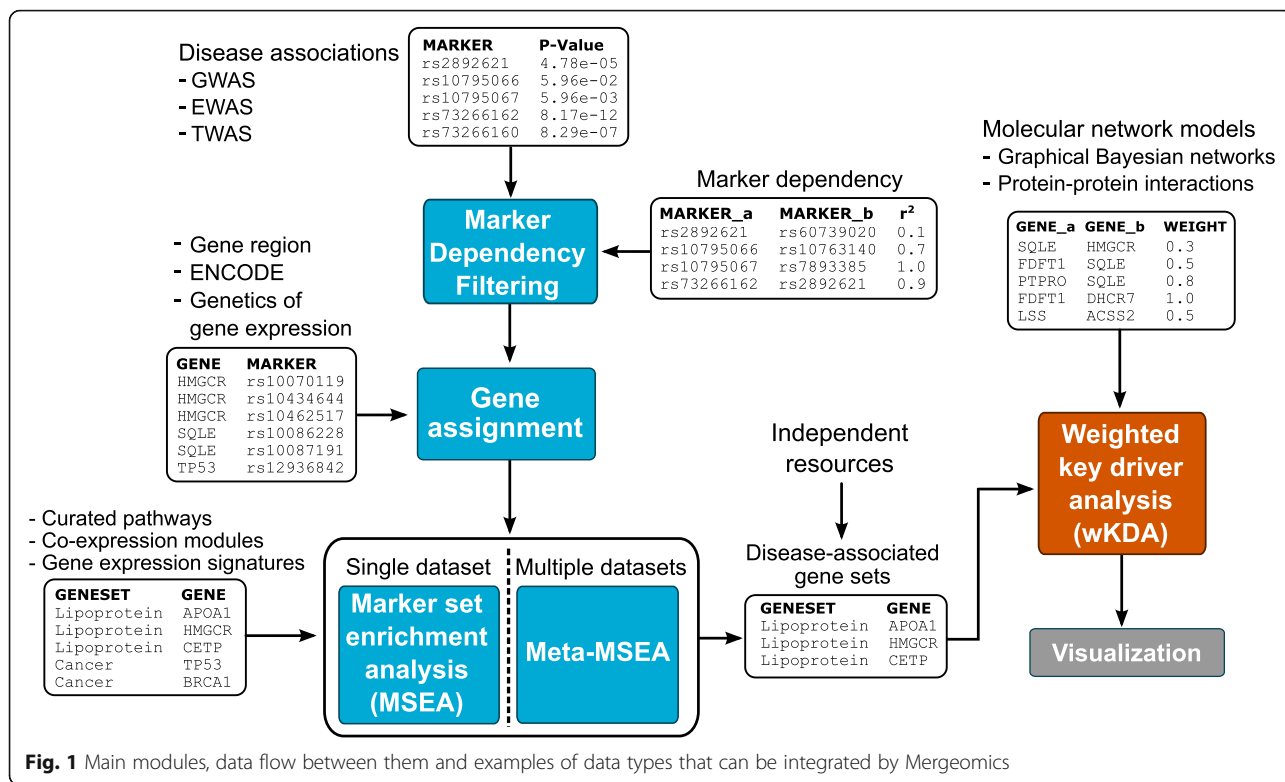 Disease associations
- GWAS
- EWAS
- TWAS
MARKER P-Value
rs2892621 4.78e-05
rs10795066 5.96e-02
rs10795067 5.96e-03
rs73266162 8.17e-12
rs73266160 8.29e-07
Marker
Dependency
Filtering
Marker dependency
MARKER_a MARKER_b r²
rs2892621 rs60739020 0.1
rs10795066 rs10763140 0.7
rs10795067 rs7893385 1.0
rs73266162 rs2892621 0.9
Molecular network models
- Graphical Bayesian networks
- Protein-protein interactions
GENE_a GENE_b WEIGHT
SQLE HMGCR 0.3
FDFT1 SQLE 0.5
PTPRO SQLE 0.8
FDFT1 DHCR7 1.0
LSS ACSS2 0.5
- Gene region
- ENCODE
- Genetics of
gene expression
GENE MARKER
HMGCR rs10070119
HMGCR rs10434644
HMGCR rs10462517
SQLE rs10086228
SQLE rs10087191
TP53 rs12936842
Gene
assignment
- Curated pathways
- Co-expression modules
- Gene expression signatures
GENESET GENE
Lipoprotein APOA1
Lipoprotein HMGCR
Lipoprotein CETP
Cancer TP53
Cancer BRCA1
Single dataset
Marker set
enrichment
analysis
(MSEA)
Multiple datasets
Meta-MSEA
Independent
resources
Disease-associated
gene sets
GENESET GENE
Lipoprotein APOA1
Lipoprotein HMGCR
Lipoprotein CETP
Weighted
key driver
analysis
(wKDA)
Visualization
Fig. 1 Main modules, data flow between them and examples of data types that can be integrated by Mergeomics